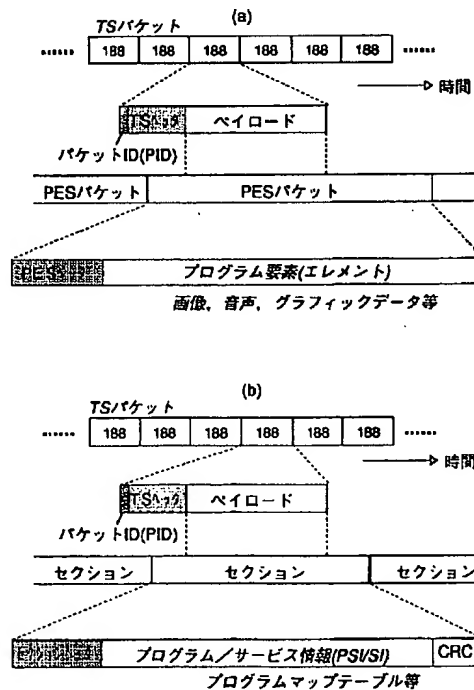 (a)
TSパケット
…… 188 188 188 188 188 188 ……
時間
TSヘッダ ペイロード
パケットID(PID)
PESパケット PESパケット
プログラム要素(エレメント)
画像，音声，グラフィックデータ等
(b)
TSパケット
…… 188 188 188 188 188 188 ……
時間
TSヘッダ ペイロード
パケットID(PID)
セクション セクション セクション
プログラム／サービス情報(PSI/SI) CRC
プログラムマップテーブル等